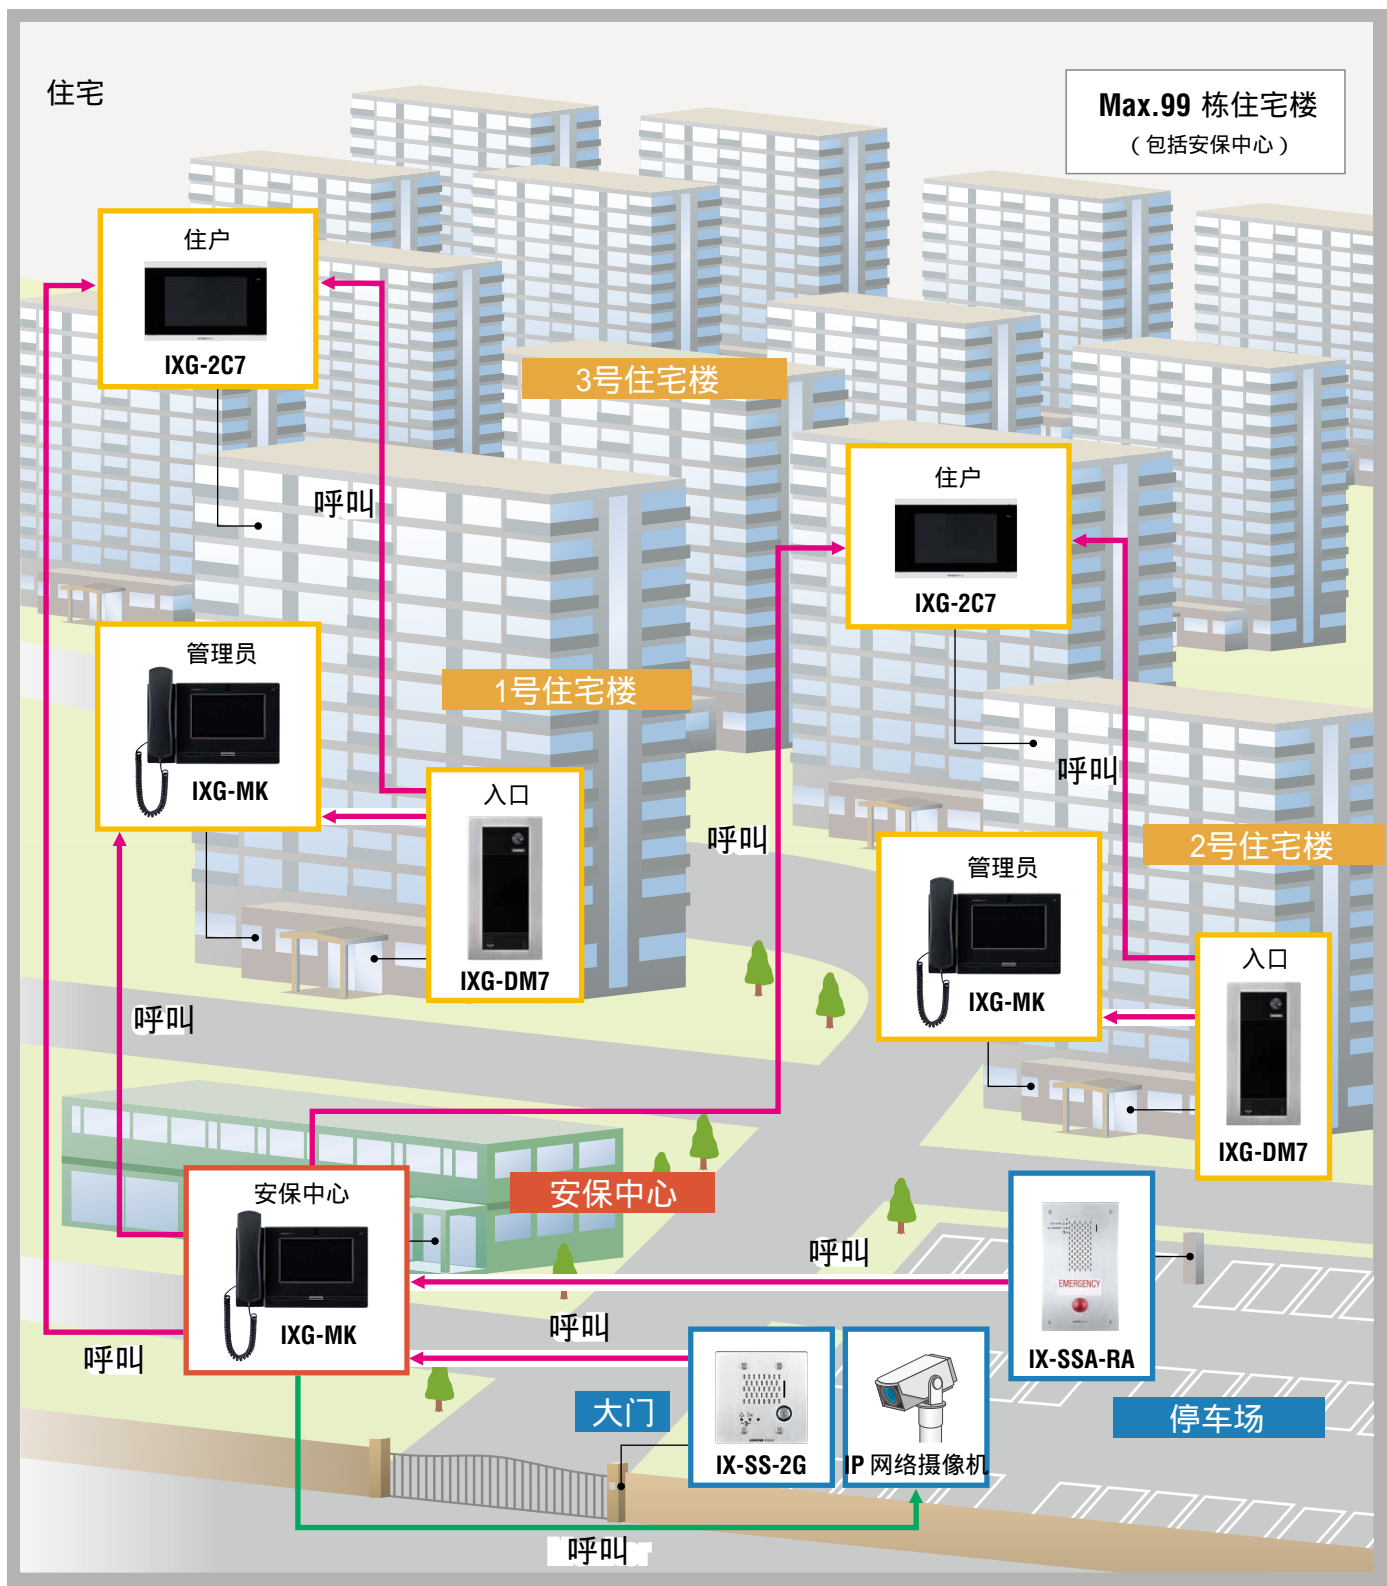 住宅
Max.99 栋住宅楼
（包括安保中心）
住户
IXG-2C7
3号住宅楼
呼叫
住户
IXG-2C7
管理员
IXG-MK
1号住宅楼
呼叫
入口
IXG-DM7
呼叫
2号住宅楼
管理员
IXG-MK
入口
IXG-DM7
呼叫
安保中心
安保中心
IXG-MK
呼叫
EMERGENCY
IX-SSA-RA
呼叫
呼叫
大门
IX-SS-2G
IP 网络摄像机
停车场
呼叫